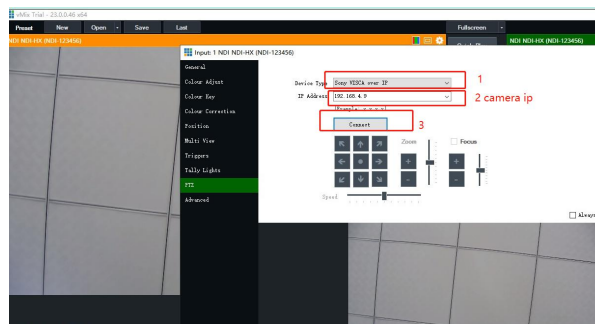 vMix Trial - 23.0.0.46 x64
Preset New Open Save Last Fullscreen
NDI NDI-HX (NDI-123456)
NDI NDI-HX (NDI-123456)
Input: 1 NDI NDI-HX (NDI-123456)
General
Colour Adjust
Device Type Sony VISCA over IP 1
Colour Key
IP Address 192.168.4.9 2 camera ip
Colour Correction
Connect 3
Position
Multi View
Zoom Focus
Triggers
Tally Lights
PTZ
Advanced
Speed
Always